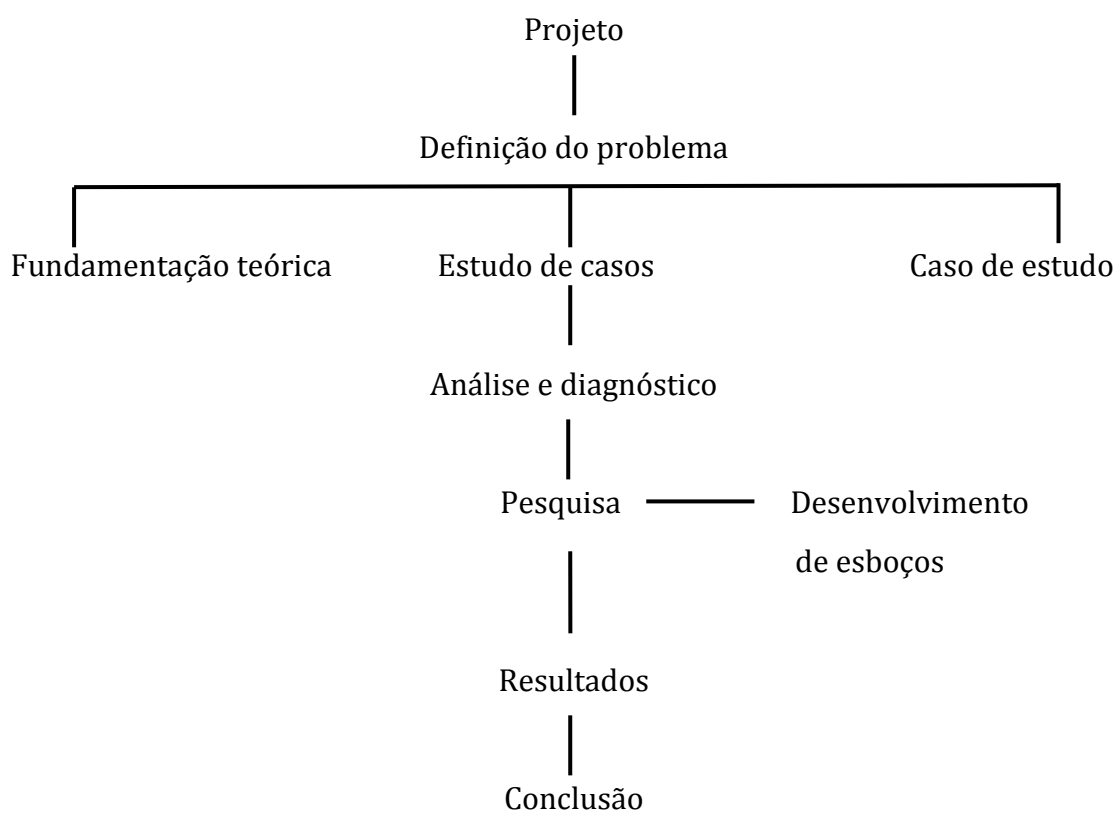 Projeto
Definição do problema
Fundamentação teórica
Estudo de casos
Caso de estudo
Análise e diagnóstico
Pesquisa
Desenvolvimento
de esboços
Resultados
Conclusão